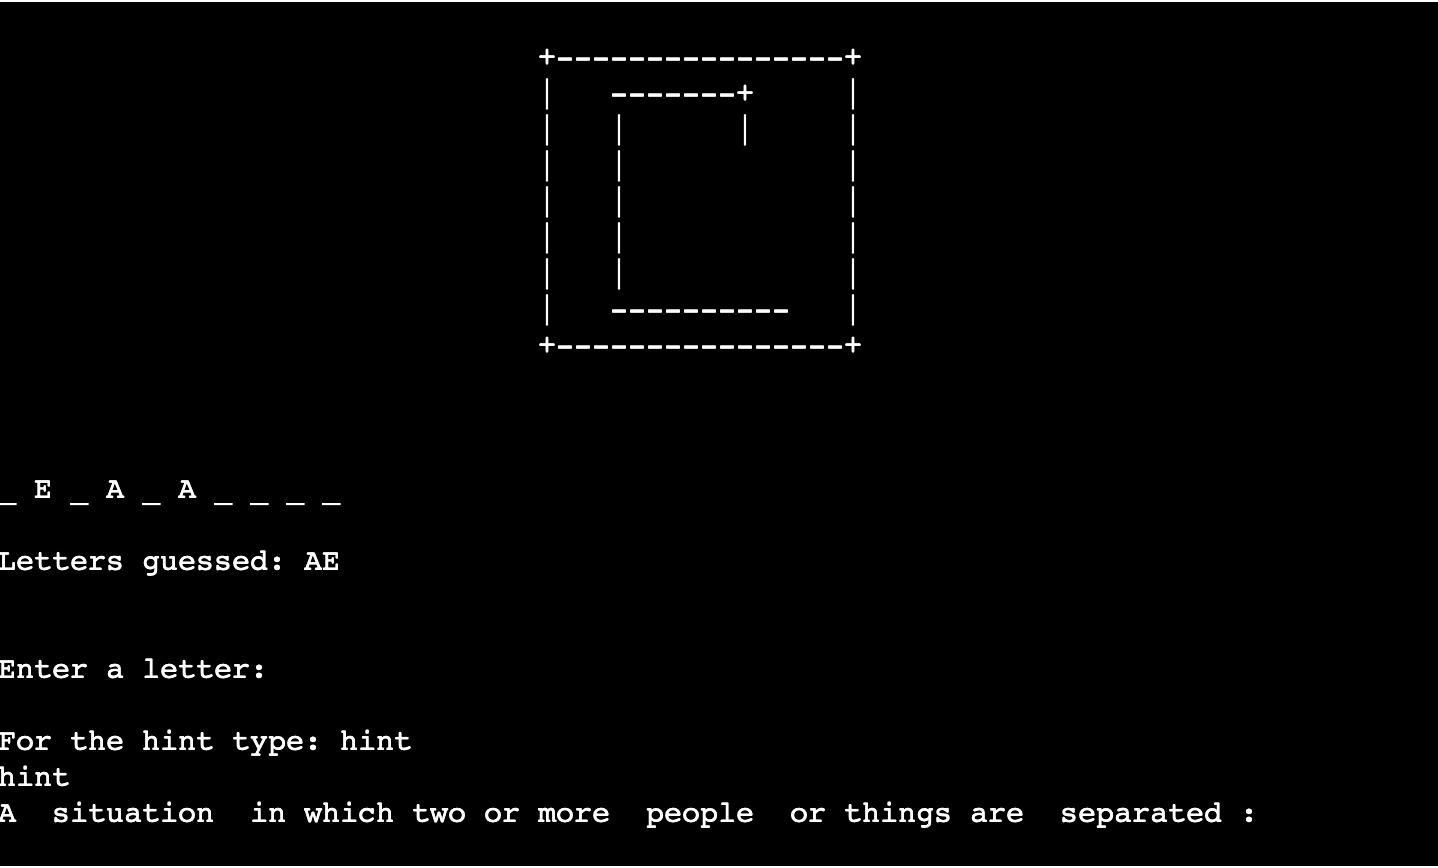 +----------------+
|   -------+     |
|   |      |     |
|   |            |
|   |            |
|   |            |
|   |            |
|   ----------   |
+----------------+
_ E _ A _ A _ _ _ _
Letters guessed: AE
Enter a letter:
For the hint type: hint
hint
A  situation  in which two or more  people  or things are  separated :